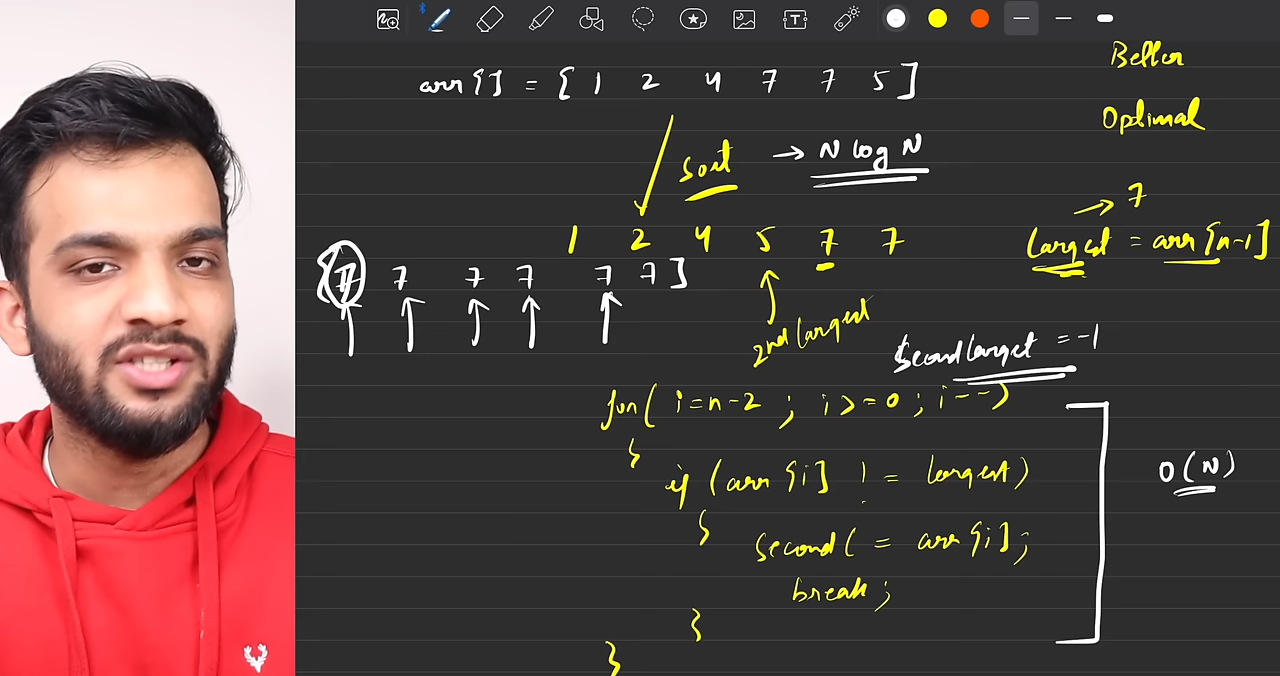 Better
arr[] = [ 1 2 4 7 7 5 ]
Optimal
sort → N log N
→ 7
1 2 4 5 7 7
largest = arr[n-1]
[ 7 7 7 7 7 7 ]
2nd largest
secondlarget = -1
for( i=n-2 ; i>=0 ; i--)
{
if (arr[i] != largest)
{
secondl = arr[i];
break;
}
}
O(N)